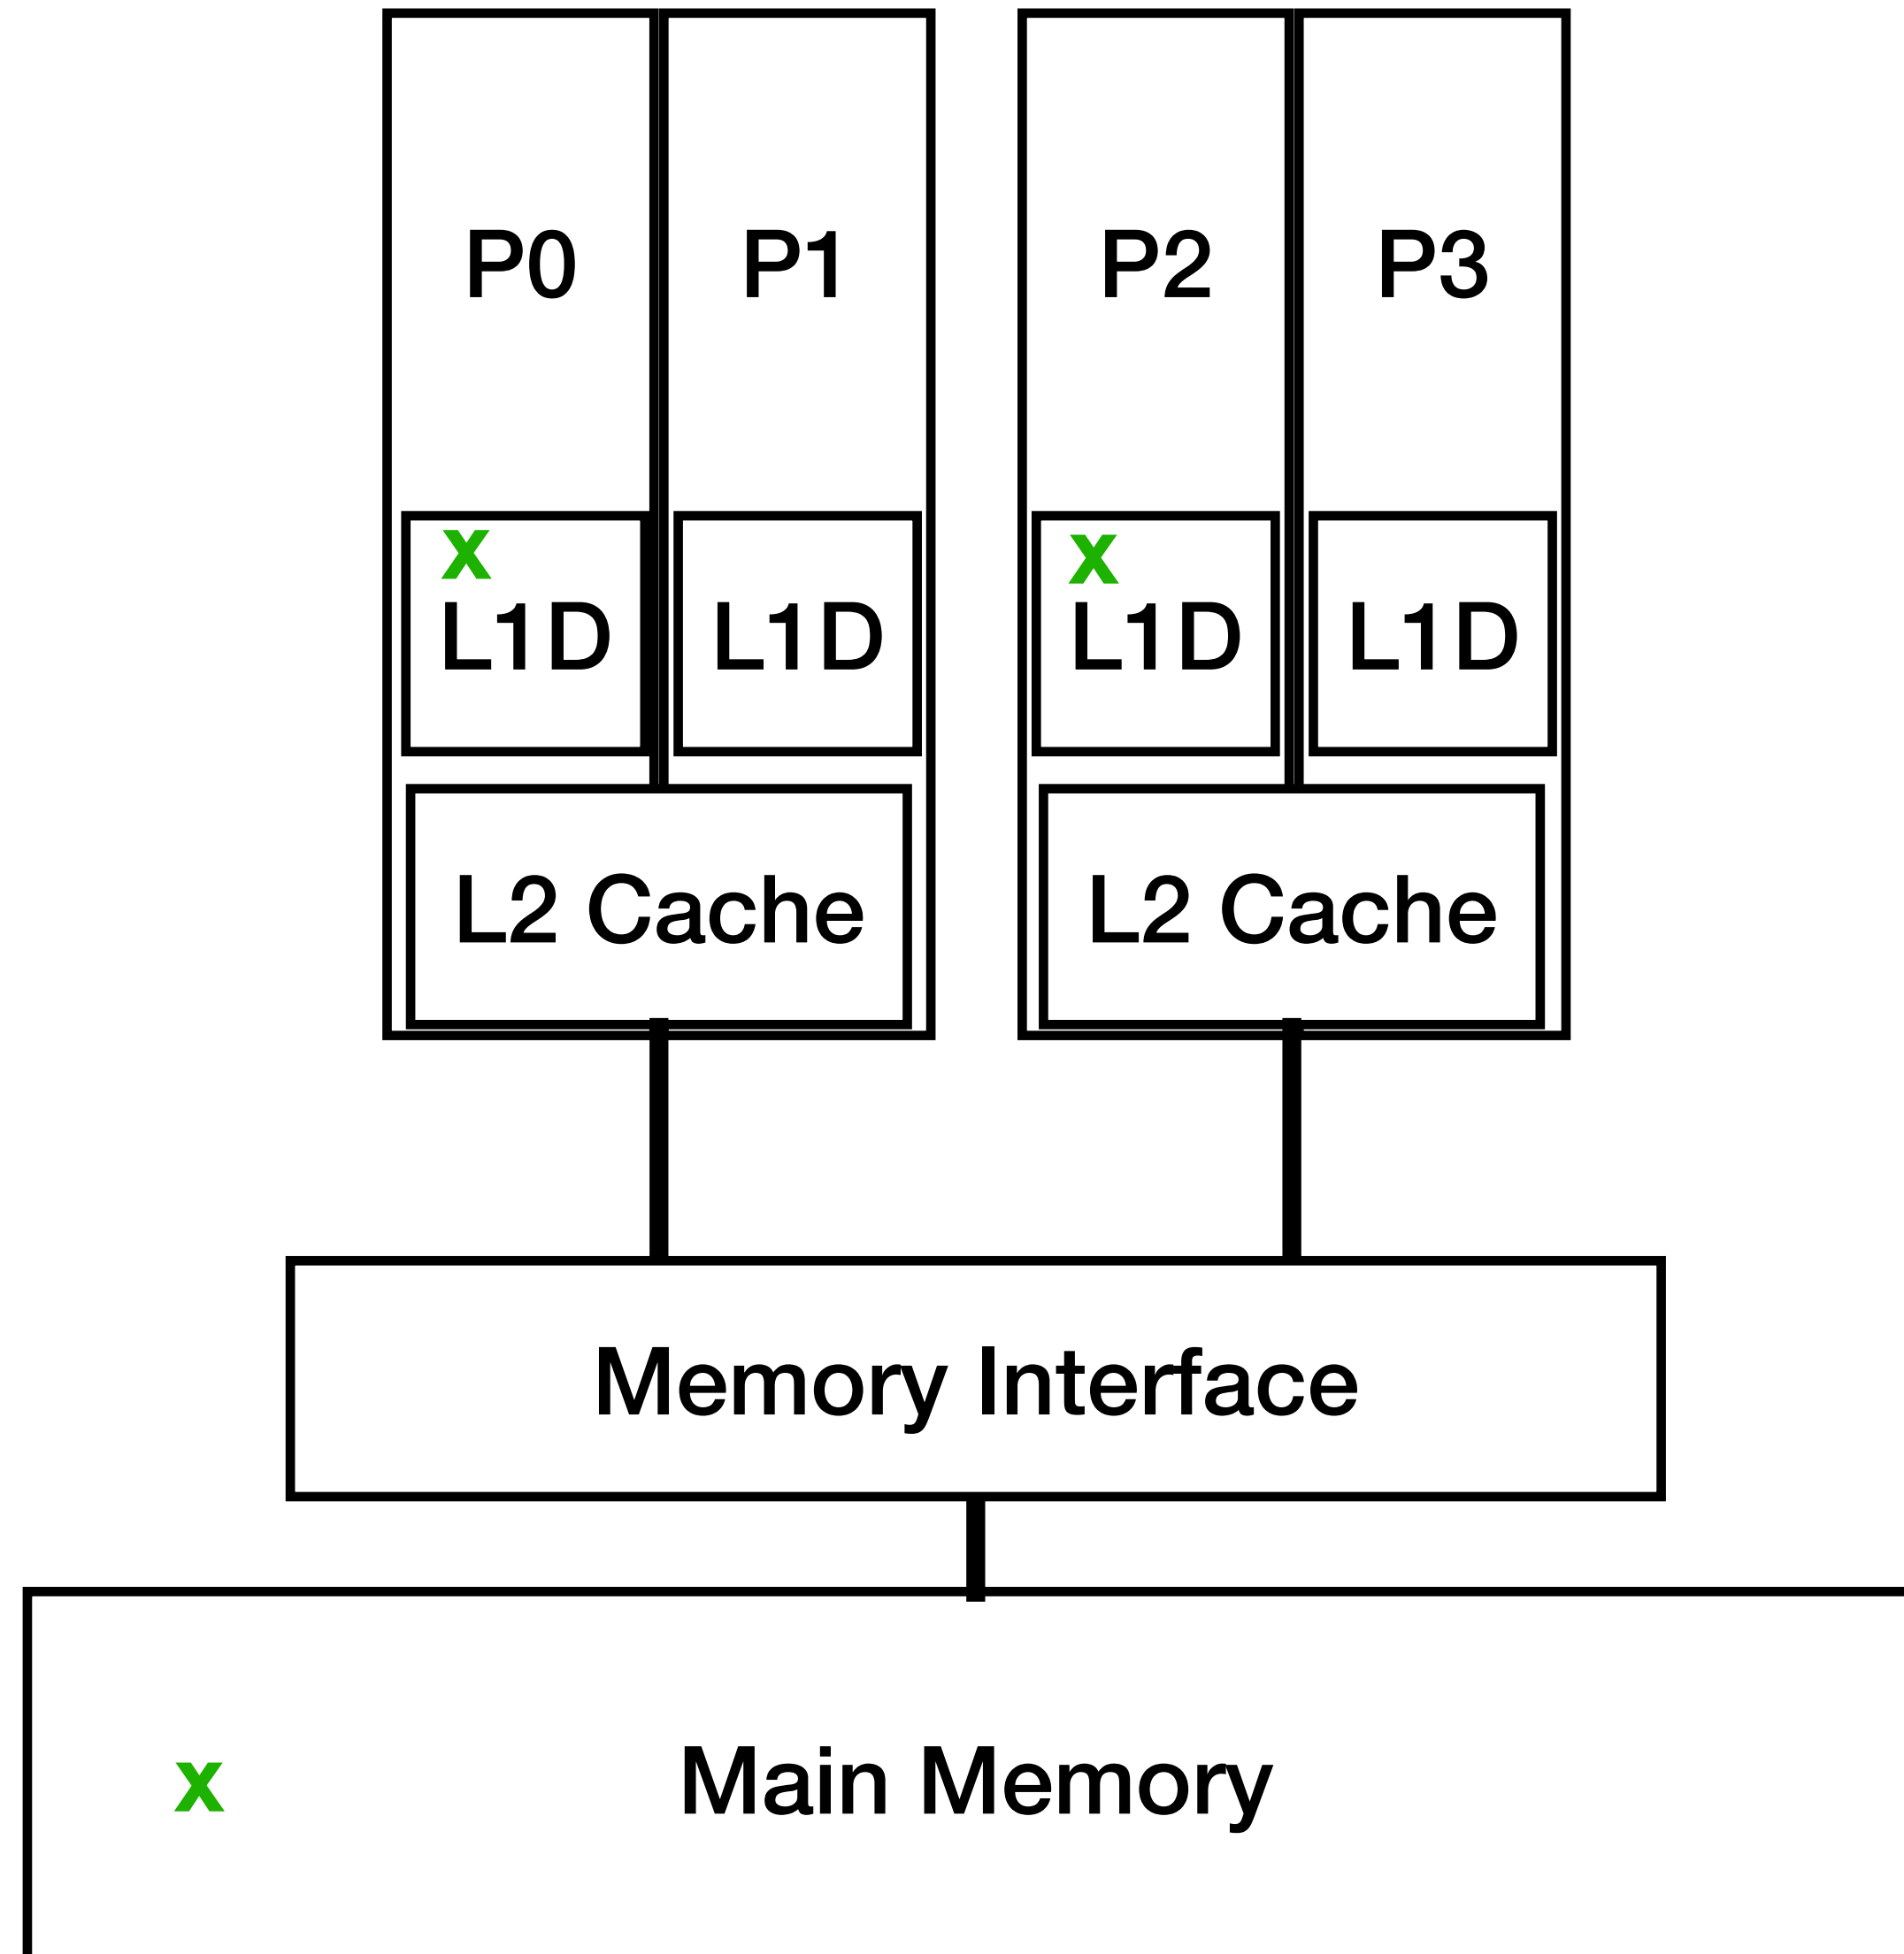 P0 P1 P2 P3
x x
L1D L1D L1D L1D
L2 Cache L2 Cache
Memory Interface
x Main Memory